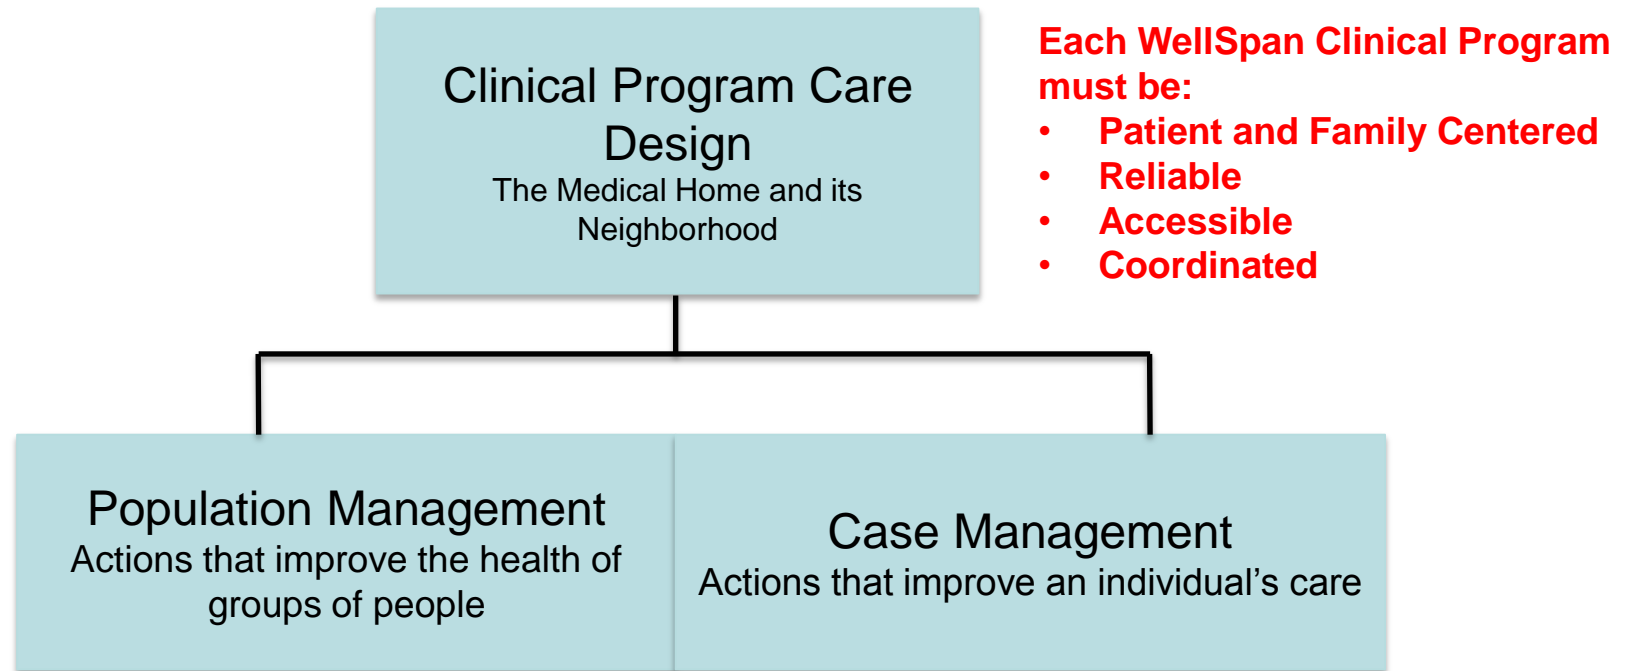 Clinical Program Care
Design
The Medical Home and its
Neighborhood
Each WellSpan Clinical Program
must be:
• Patient and Family Centered
• Reliable
• Accessible
• Coordinated
Population Management
Actions that improve the health of
groups of people
Case Management
Actions that improve an individual’s care